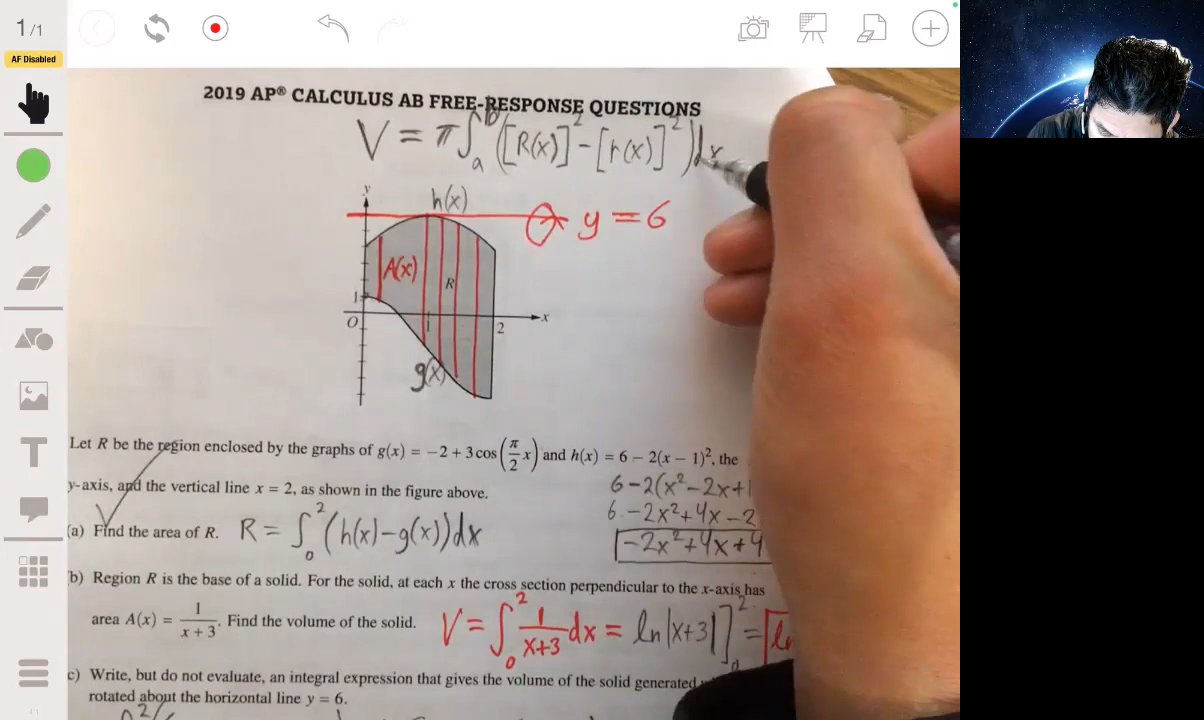 1/1
AF Disabled
2019 AP® CALCULUS AB FREE-RESPONSE QUESTIONS
V = π∫ₐᵇ([R(x)]² − [r(x)]²)dx
y
h(x)
y = 6
A(x)
R
1
O
1
2
x
g(x)
Let R be the region enclosed by the graphs of g(x) = −2 + 3 cos(π/2 x) and h(x) = 6 − 2(x − 1)², the
y-axis, and the vertical line x = 2, as shown in the figure above.
6−2(x²−2x+1
6−2x²+4x−2
−2x²+4x+4
(a) Find the area of R. R = ∫₀²(h(x)−g(x))dx
b) Region R is the base of a solid. For the solid, at each x the cross section perpendicular to the x-axis has
area A(x) = 1/(x + 3). Find the volume of the solid. V = ∫₀² 1/(x+3) dx = ln|x+3|]₀² = ln
c) Write, but do not evaluate, an integral expression that gives the volume of the solid generated
rotated about the horizontal line y = 6.